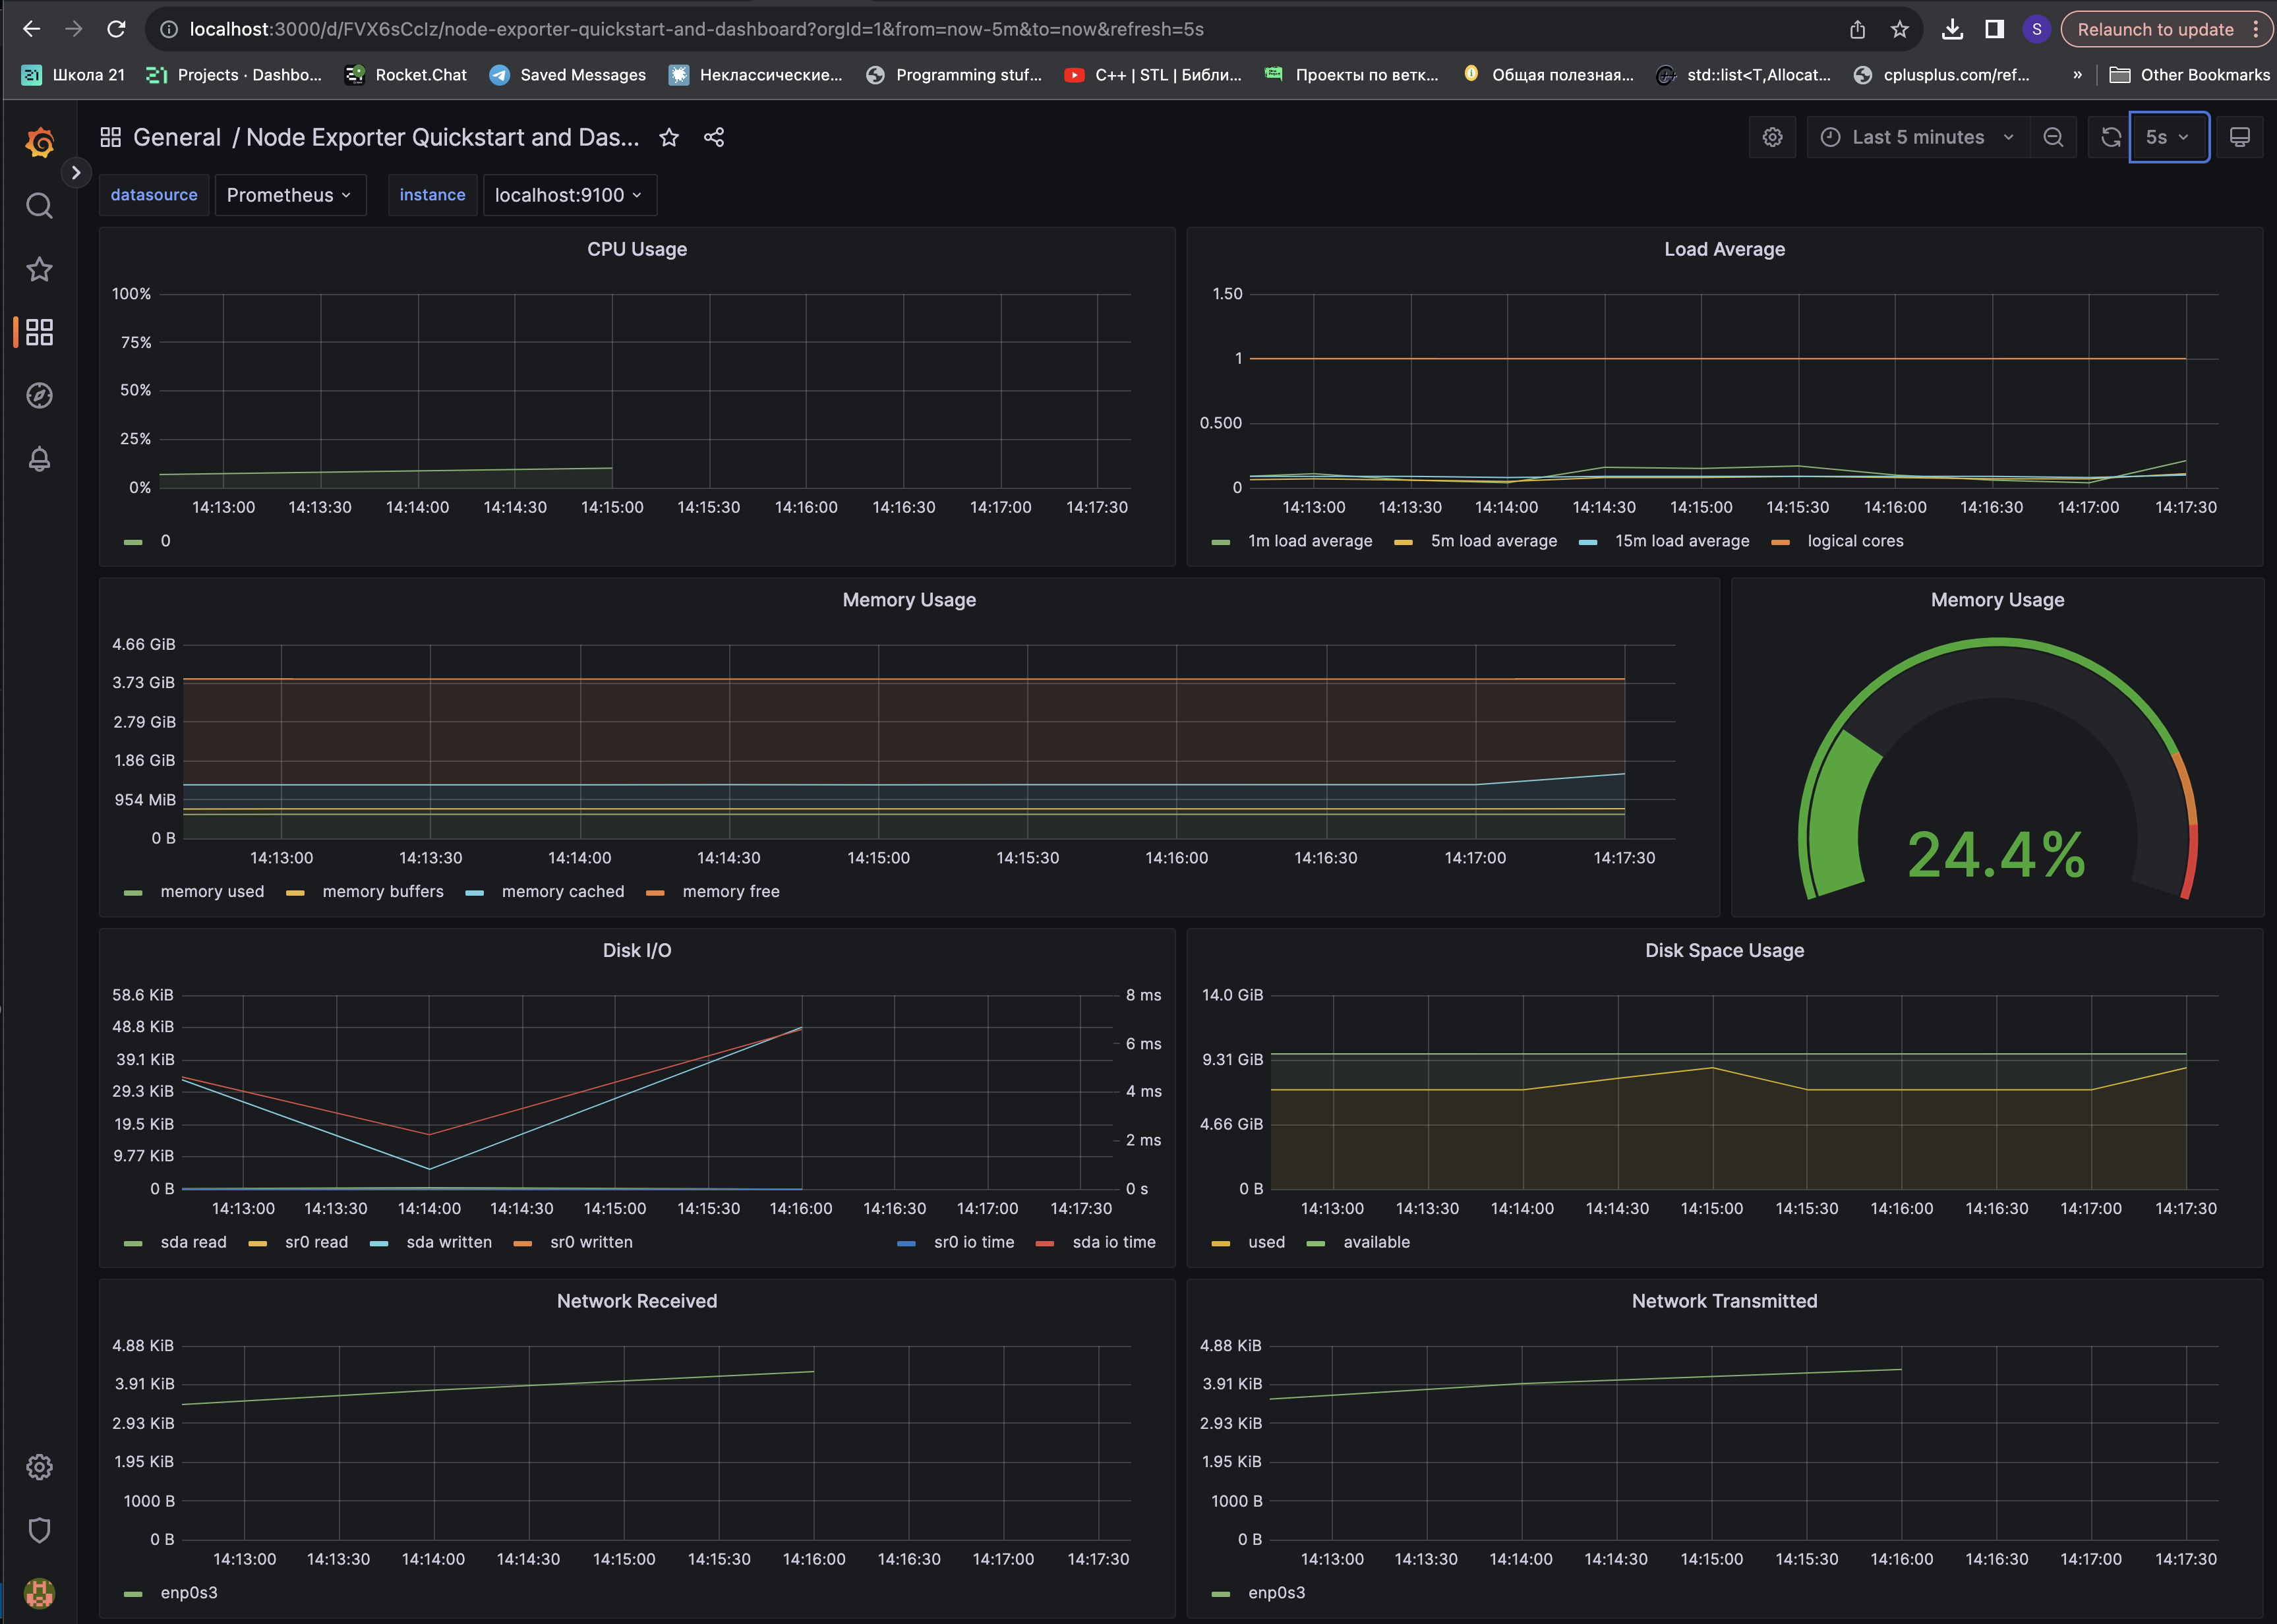 localhost:3000/d/FVX6sCcIz/node-exporter-quickstart-and-dashboard?orgId=1&from=now-5m&to=now&refresh=5s
S
Relaunch to update
Школа 21
Projects · Dashbo...
Rocket.Chat
Saved Messages
Неклассические...
Programming stuf...
C++ | STL | Библи...
Проекты по ветк...
Общая полезная...
std::list<T,Allocat...
cplusplus.com/ref...
»
Other Bookmarks
General / Node Exporter Quickstart and Das...
Last 5 minutes
5s
datasource Prometheus instance localhost:9100
CPU Usage
100%
75%
50%
25%
0%
14:13:00 14:13:30 14:14:00 14:14:30 14:15:00 14:15:30 14:16:00 14:16:30 14:17:00 14:17:30
0
Load Average
1.50
1
0.500
0
14:13:00 14:13:30 14:14:00 14:14:30 14:15:00 14:15:30 14:16:00 14:16:30 14:17:00 14:17:30
1m load average 5m load average 15m load average logical cores
Memory Usage
4.66 GiB
3.73 GiB
2.79 GiB
1.86 GiB
954 MiB
0 B
14:13:00 14:13:30 14:14:00 14:14:30 14:15:00 14:15:30 14:16:00 14:16:30 14:17:00 14:17:30
memory used memory buffers memory cached memory free
Memory Usage
24.4%
Disk I/O
58.6 KiB
48.8 KiB
39.1 KiB
29.3 KiB
19.5 KiB
9.77 KiB
0 B
8 ms
6 ms
4 ms
2 ms
0 s
14:13:00 14:13:30 14:14:00 14:14:30 14:15:00 14:15:30 14:16:00 14:16:30 14:17:00 14:17:30
sda read sr0 read sda written sr0 written sr0 io time sda io time
Disk Space Usage
14.0 GiB
9.31 GiB
4.66 GiB
0 B
14:13:00 14:13:30 14:14:00 14:14:30 14:15:00 14:15:30 14:16:00 14:16:30 14:17:00 14:17:30
used available
Network Received
4.88 KiB
3.91 KiB
2.93 KiB
1.95 KiB
1000 B
0 B
14:13:00 14:13:30 14:14:00 14:14:30 14:15:00 14:15:30 14:16:00 14:16:30 14:17:00 14:17:30
enp0s3
Network Transmitted
4.88 KiB
3.91 KiB
2.93 KiB
1.95 KiB
1000 B
0 B
14:13:00 14:13:30 14:14:00 14:14:30 14:15:00 14:15:30 14:16:00 14:16:30 14:17:00 14:17:30
enp0s3